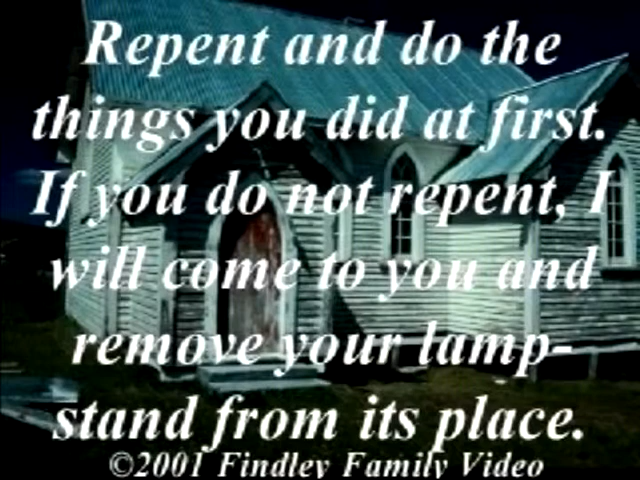 Repent and do the
things you did at first.
If you do not repent, I
will come to you and
remove your lamp-
stand from its place.
©2001 Findley Family Video